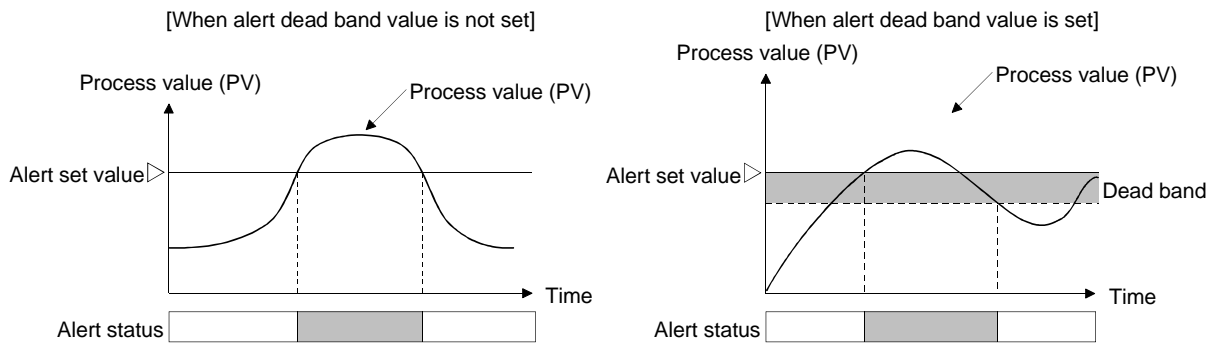 [When alert dead band value is not set]
Process value (PV)
Process value (PV)
Alert set value
Time
Alert status
[When alert dead band value is set]
Process value (PV)
Process value (PV)
Alert set value
Dead band
Time
Alert status